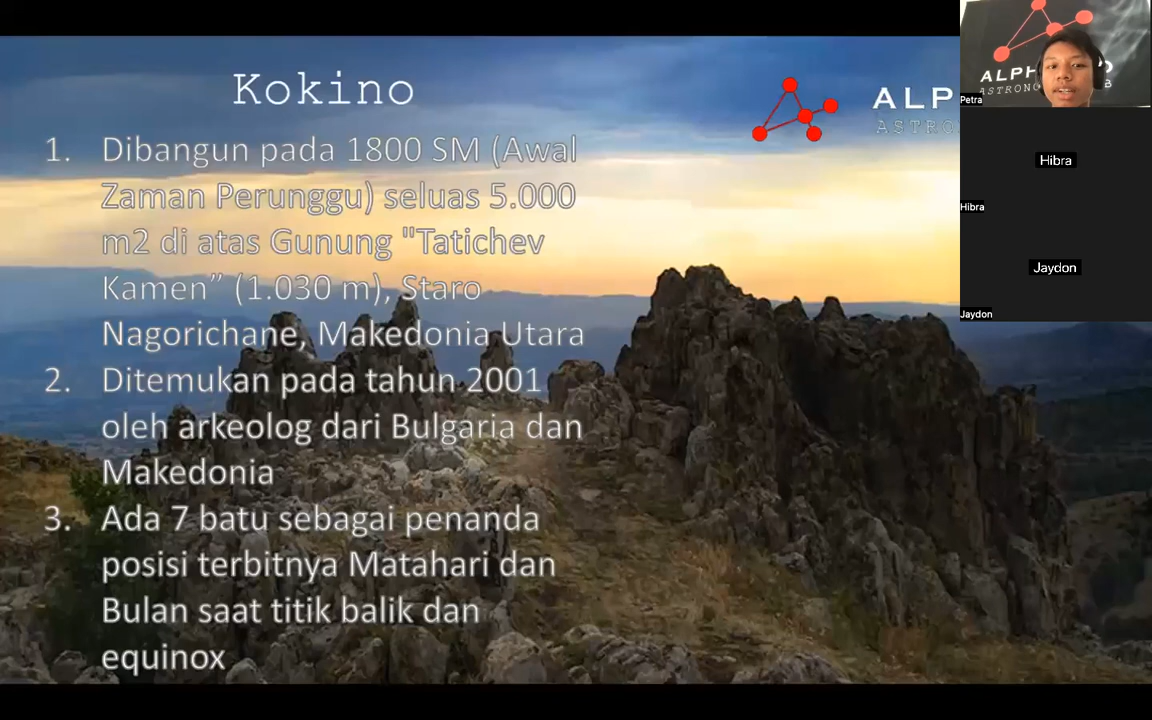 Kokino
1. Dibangun pada 1800 SM (Awal
Zaman Perunggu) seluas 5.000
m2 di atas Gunung "Tatichev
Kamen” (1.030 m), Staro
Nagorichane, Makedonia Utara
2. Ditemukan pada tahun 2001
oleh arkeolog dari Bulgaria dan
Makedonia
3. Ada 7 batu sebagai penanda
posisi terbitnya Matahari dan
Bulan saat titik balik dan
equinox
ALP
ASTRO
ALPH
ASTRONO
Petra
Hibra
Hibra
Jaydon
Jaydon